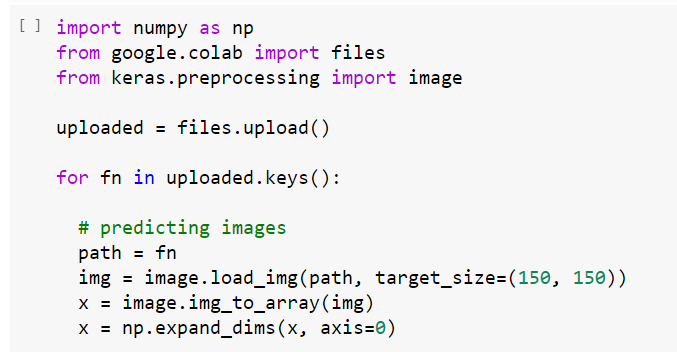 [ ] import numpy as np
from google.colab import files
from keras.preprocessing import image
uploaded = files.upload()
for fn in uploaded.keys():
# predicting images
path = fn
img = image.load_img(path, target_size=(150, 150))
x = image.img_to_array(img)
x = np.expand_dims(x, axis=0)